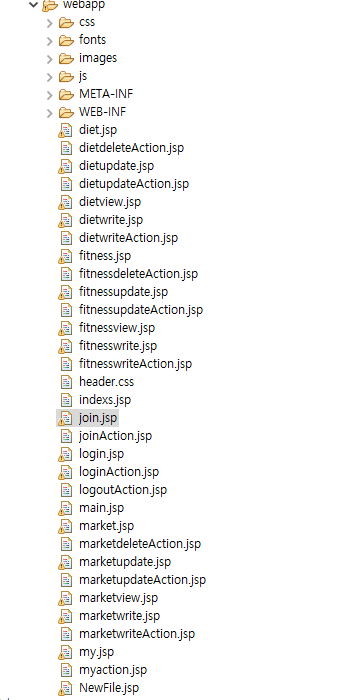 webapp
css
fonts
images
js
META-INF
WEB-INF
diet.jsp
dietdeleteAction.jsp
dietupdate.jsp
dietupdateAction.jsp
dietview.jsp
dietwrite.jsp
dietwriteAction.jsp
fitness.jsp
fitnessdeleteAction.jsp
fitnessupdate.jsp
fitnessupdateAction.jsp
fitnessview.jsp
fitnesswrite.jsp
fitnesswriteAction.jsp
header.css
indexs.jsp
join.jsp
joinAction.jsp
login.jsp
loginAction.jsp
logoutAction.jsp
main.jsp
market.jsp
marketdeleteAction.jsp
marketupdate.jsp
marketupdateAction.jsp
marketview.jsp
marketwrite.jsp
marketwriteAction.jsp
my.jsp
myaction.jsp
NewFile.jsp